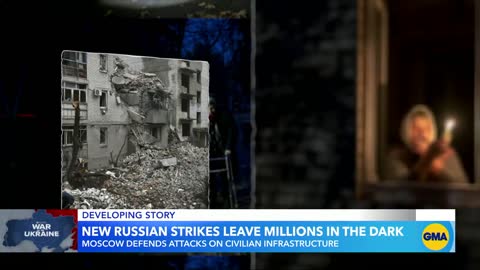 DEVELOPING STORY
WAR IN UKRAINE
NEW RUSSIAN STRIKES LEAVE MILLIONS IN THE DARK
MOSCOW DEFENDS ATTACKS ON CIVILIAN INFRASTRUCTURE
GMA